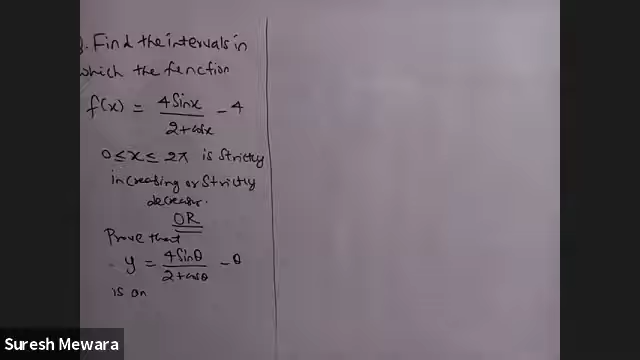 Q. Find the intervals in
which the function
f(x) = 4 Sinx / 2+cosx - 4
0 ≤ x ≤ 2π is strictly
increasing or strictly
decreasing.
OR
Prove that
y = 4 Sinθ / 2+cosθ - θ
is an
Suresh Mewara